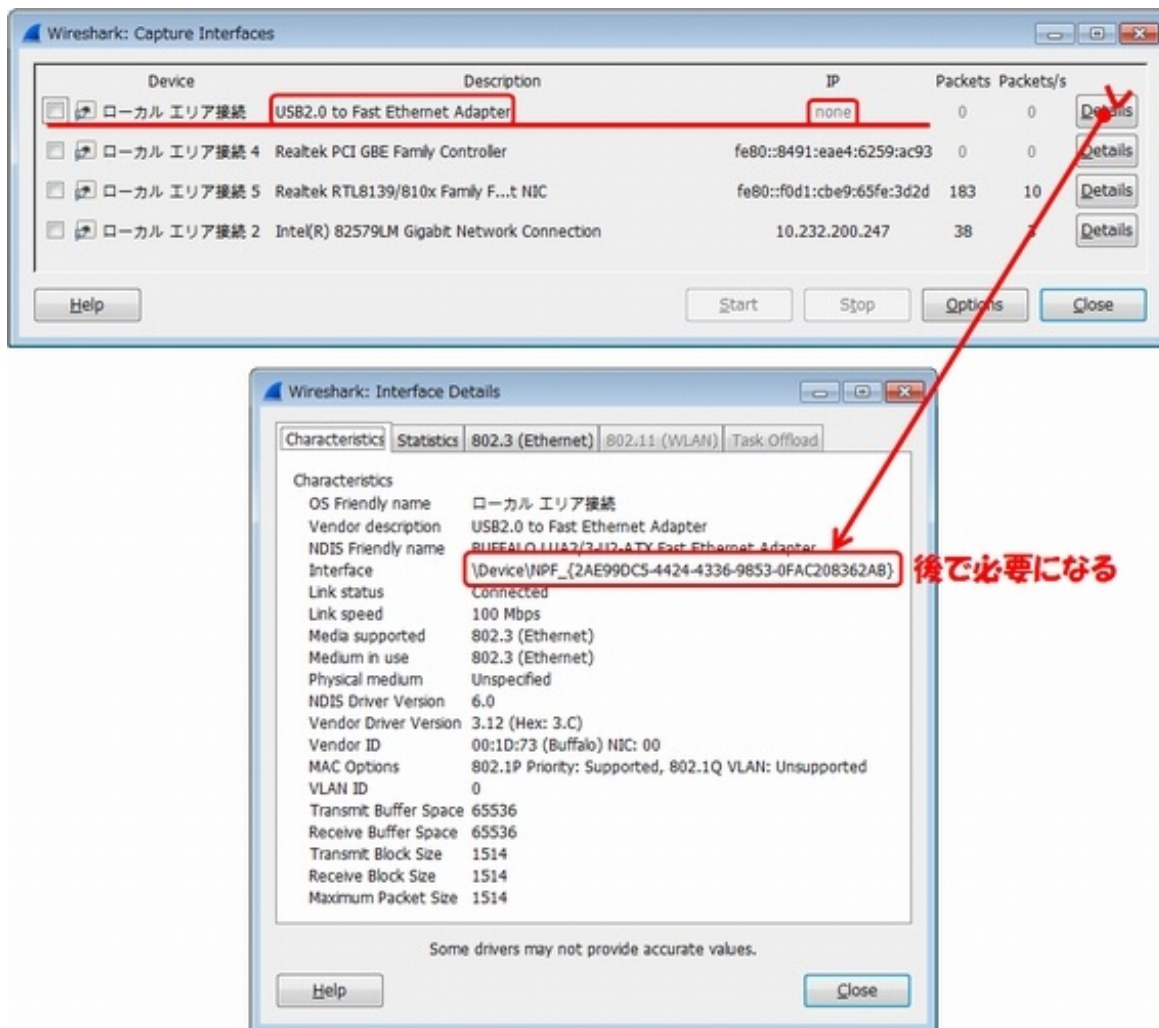 Wireshark: Capture Interfaces
Device Description IP Packets Packets/s
ローカル エリア接続 USB2.0 to Fast Ethernet Adapter none 0 0 Details
ローカル エリア接続 4 Realtek PCI GBE Family Controller fe80::8491:eae4:6259:ac93 0 0 Details
ローカル エリア接続 5 Realtek RTL8139/810x Family F...t NIC fe80::f0d1:cbe9:65fe:3d2d 183 10 Details
ローカル エリア接続 2 Intel(R) 82579LM Gigabit Network Connection 10.232.200.247 38 Details
Help Start Stop Options Close
Wireshark: Interface Details
Characteristics Statistics 802.3 (Ethernet) 802.11 (WLAN) Task Offload
Characteristics
OS Friendly name ローカル エリア接続
Vendor description USB2.0 to Fast Ethernet Adapter
NDIS Friendly name BUFFALO LUA2/3-U2-ATX Fast Ethernet Adapter
Interface \Device\NPF_{2AE99DC5-4424-4336-9853-0FAC208362AB} 後で必要になる
Link status Connected
Link speed 100 Mbps
Media supported 802.3 (Ethernet)
Medium in use 802.3 (Ethernet)
Physical medium Unspecified
NDIS Driver Version 6.0
Vendor Driver Version 3.12 (Hex: 3.C)
Vendor ID 00:1D:73 (Buffalo) NIC: 00
MAC Options 802.1P Priority: Supported, 802.1Q VLAN: Unsupported
VLAN ID 0
Transmit Buffer Space 65536
Receive Buffer Space 65536
Transmit Block Size 1514
Receive Block Size 1514
Maximum Packet Size 1514
Some drivers may not provide accurate values.
Help Close